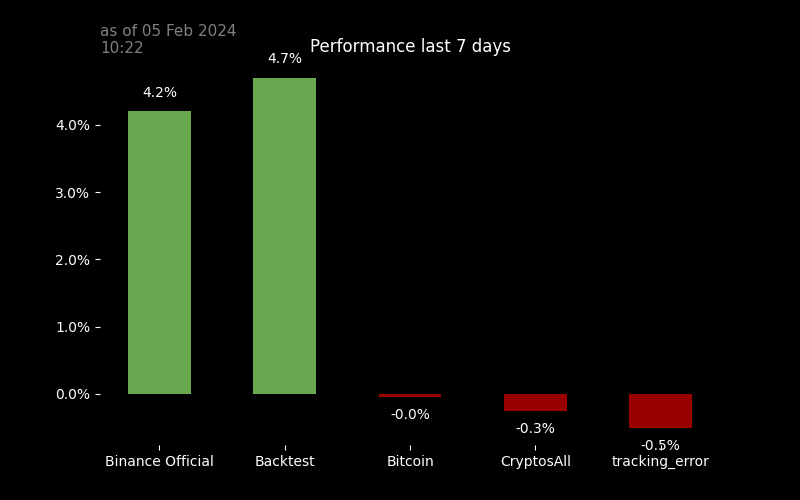 as of 05 Feb 2024
10:22
Performance last 7 days
4.7%
4.2%
4.0%
3.0%
2.0%
1.0%
0.0%
-0.0%
-0.3%
-0.5%
Binance Official
Backtest
Bitcoin
CryptosAll
tracking_error